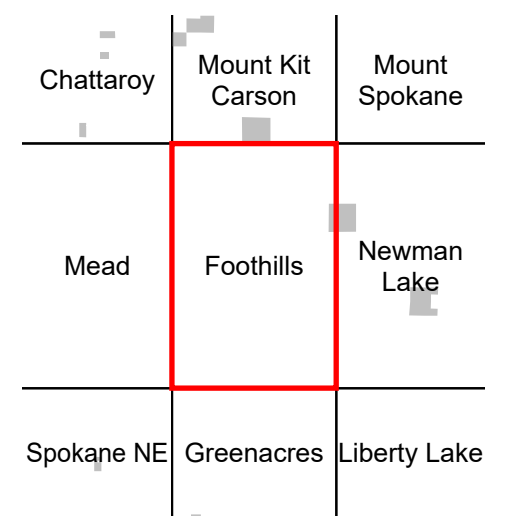 Chattaroy
Mount Kit
Carson
Mount
Spokane
Mead
Foothills
Newman
Lake
Spokane NE
Greenacres
Liberty Lake